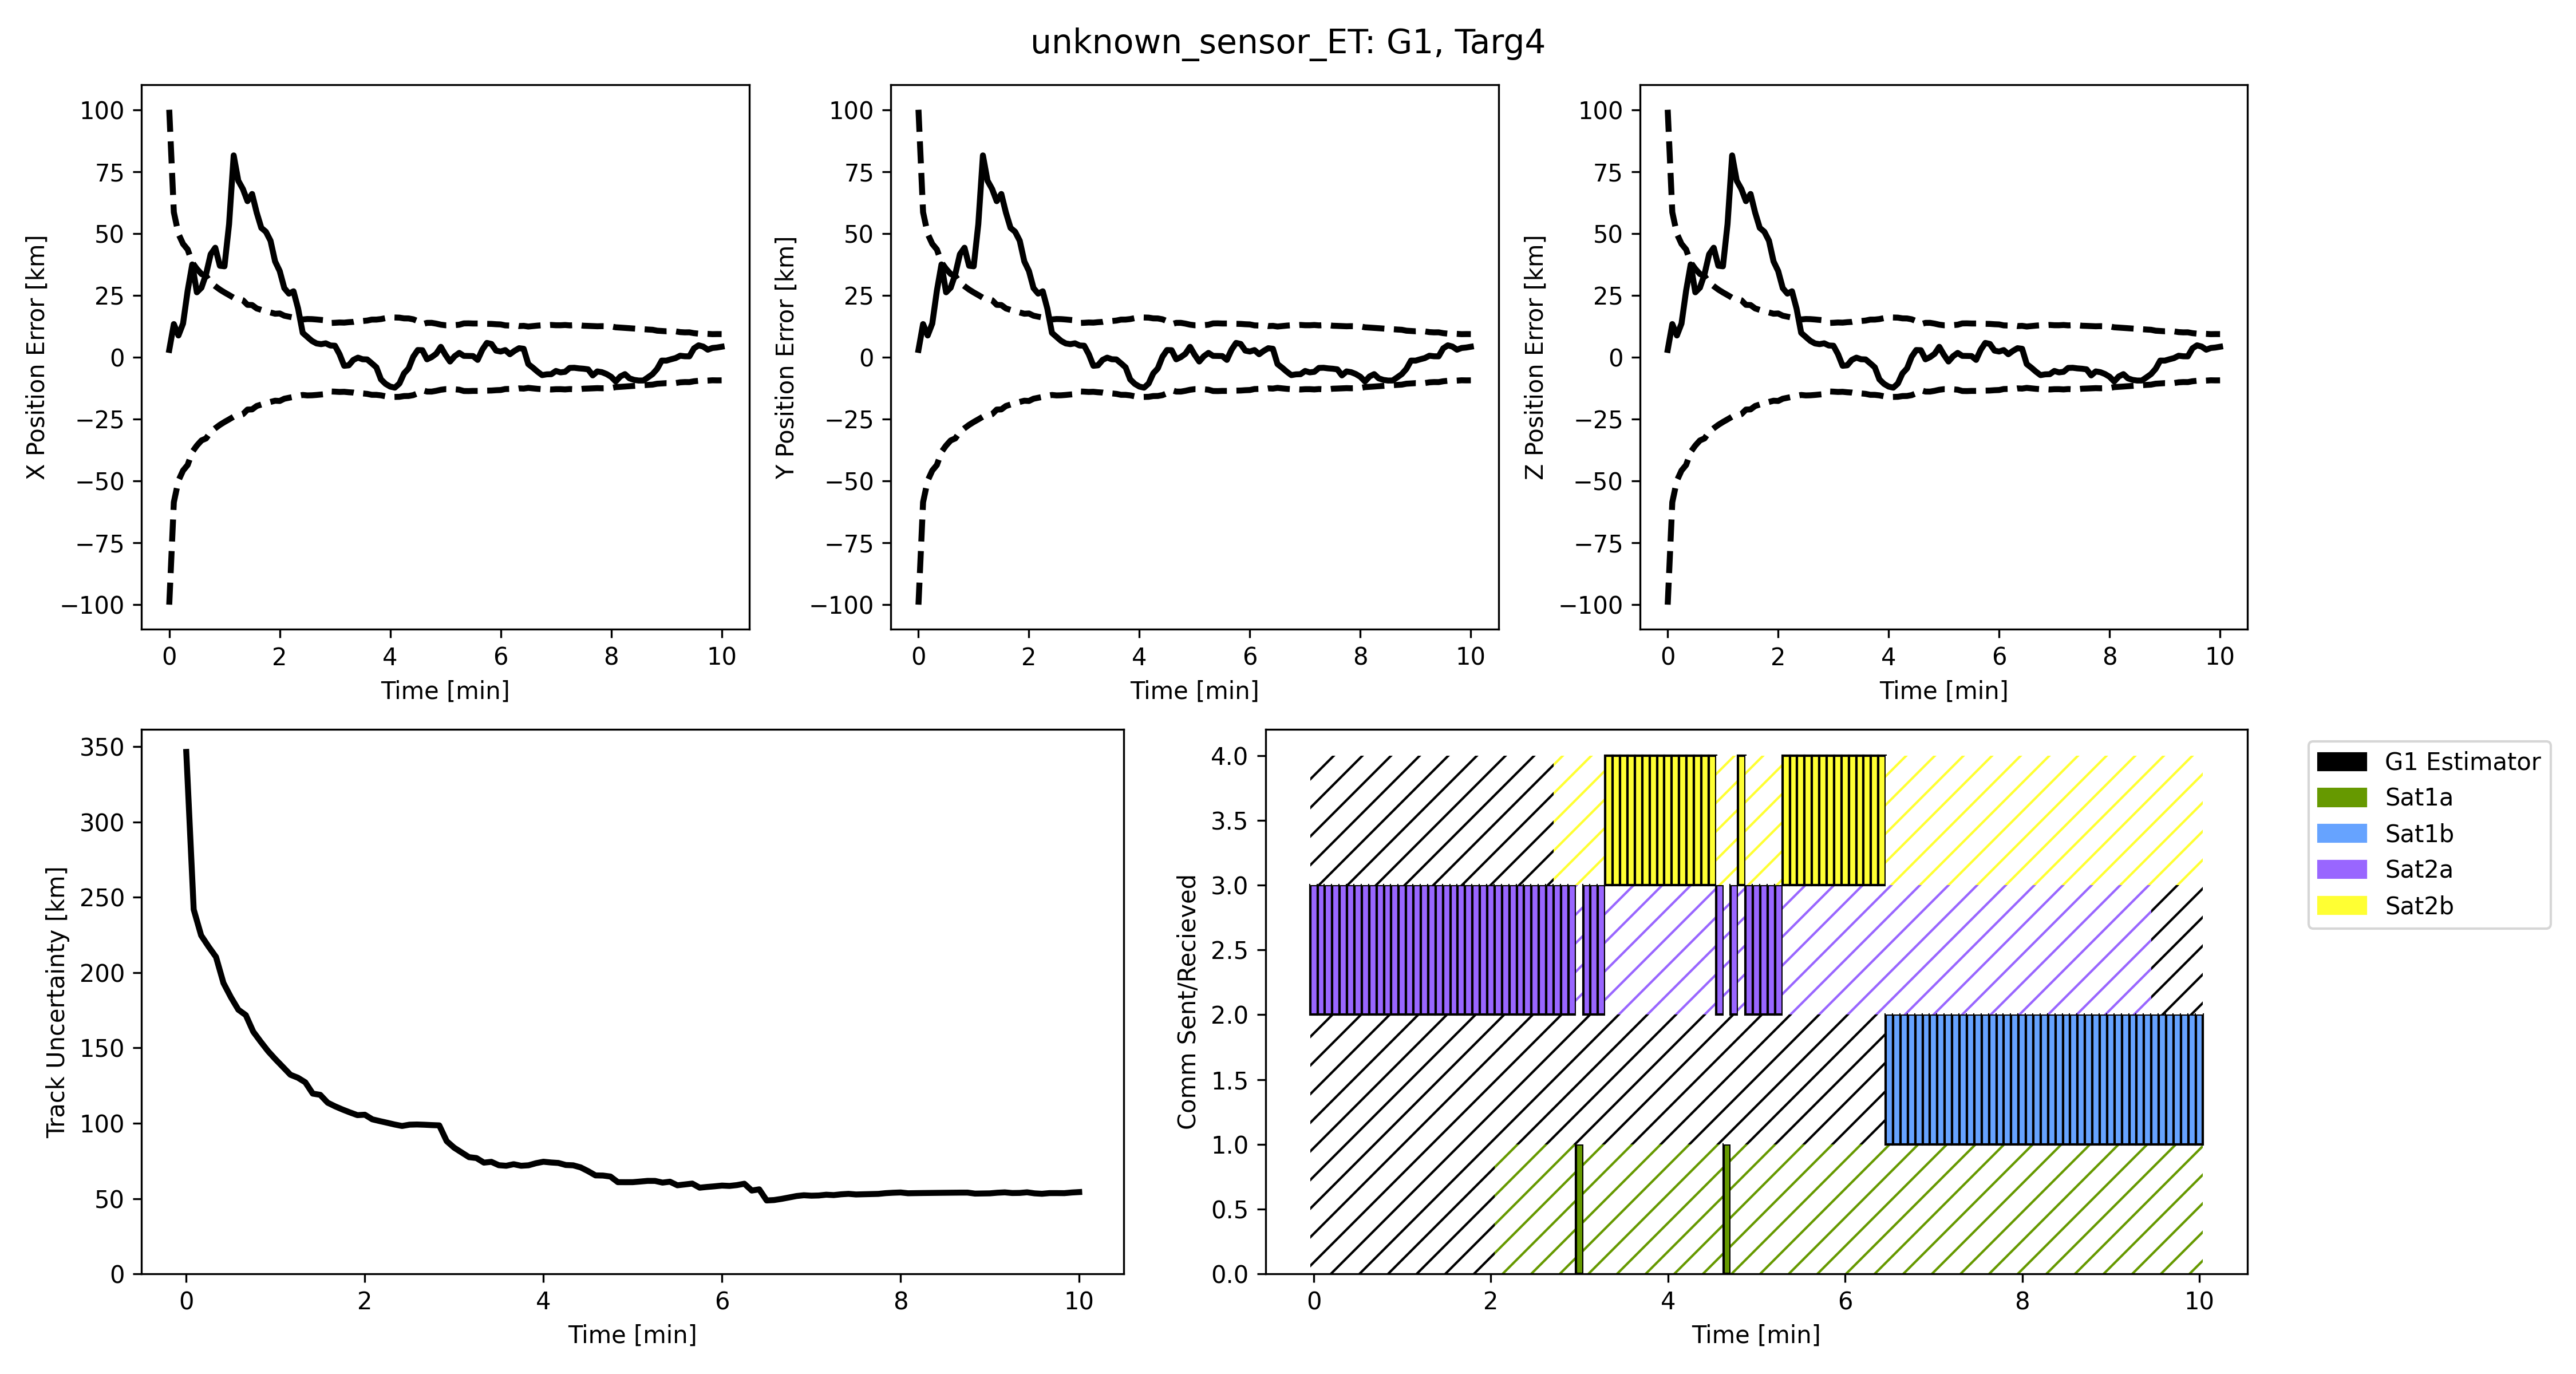 unknown_sensor_ET: G1, Targ4
X Position Error [km]
100
75
50
25
0
−25
−50
−75
−100
0 2 4 6 8 10
Time [min]
Y Position Error [km]
100
75
50
25
0
−25
−50
−75
−100
0 2 4 6 8 10
Time [min]
Z Position Error [km]
100
75
50
25
0
−25
−50
−75
−100
0 2 4 6 8 10
Time [min]
Track Uncertainty [km]
350
300
250
200
150
100
50
0
0 2 4 6 8 10
Time [min]
Comm Sent/Recieved
4.0
3.5
3.0
2.5
2.0
1.5
1.0
0.5
0.0
0 2 4 6 8 10
Time [min]
G1 Estimator
Sat1a
Sat1b
Sat2a
Sat2b